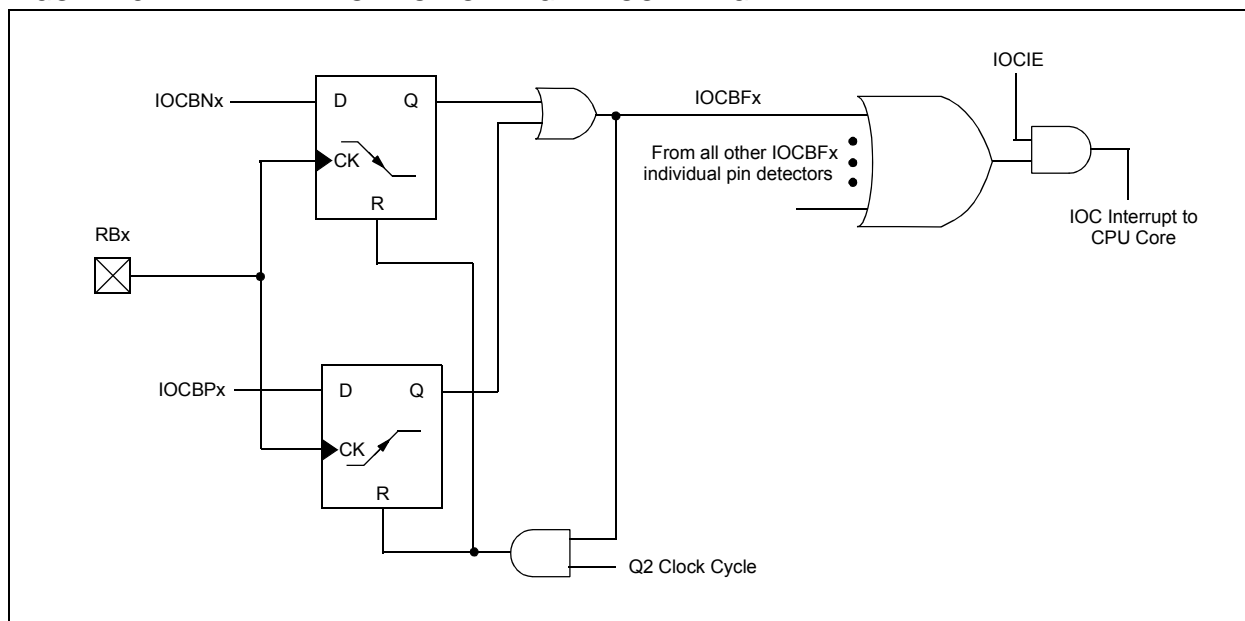 IOCIE
IOCBNx
D
Q
IOCBFx
CK
From all other IOCBFx
individual pin detectors
R
IOC Interrupt to
CPU Core
RBx
IOCBPx
D
Q
CK
R
Q2 Clock Cycle